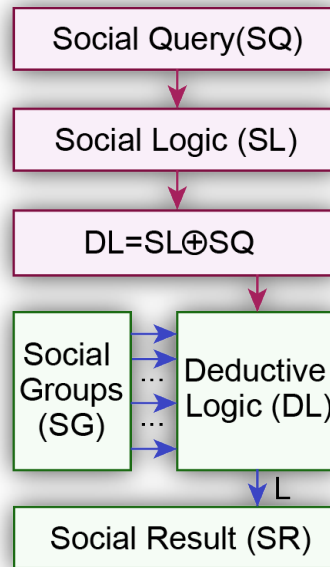 Social Query(SQ)
Social Logic (SL)
DL=SL⊕SQ
Social
Groups
(SG)
...
...
Deductive
Logic (DL)
L
Social Result (SR)